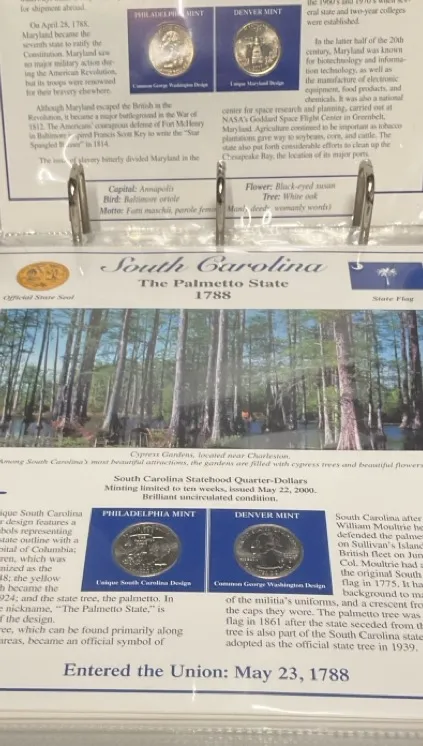 for shipment abroad.
On April 28, 1788,
Maryland became the
seventh state to ratify the
Constitution. Maryland saw
no major military action dur-
ing the American Revolution,
but its troops were renowned
for their bravery elsewhere.
Although Maryland escaped the British in the
Revolution, it became a major battleground in the War of
1812. The Americans' courageous defense of Fort McHenry
in Baltimore inspired Francis Scott Key to write the "Star
Spangled Banner" in 1814.
The issue of slavery bitterly divided Maryland in the
PHILADELPHIA MINT
Common George Washington Design
DENVER MINT
Unique Maryland Design
the 1960's and 1970's when sev-
eral state and two-year colleges
were established.
In the latter half of the 20th
century, Maryland was known
for biotechnology and informa-
tion technology, as well as
the manufacture of electronic
equipment, food products, and
chemicals. It was also a national
center for space research and planning, carried out at
NASA's Goddard Space Flight Center in Greenbelt,
Maryland. Agriculture continued to be important as tobacco
plantations gave way to soybeans, corn, and cattle. The
state also put forth considerable efforts to clean up the
Chesapeake Bay, the location of its major ports.
Capital: Annapolis
Flower: Black-eyed susan
Bird: Baltimore oriole
Tree: White oak
Motto: Fatti maschii, parole femine deeds, womanly words)
South Carolina
The Palmetto State
1788
Official State Seal
State Flag
Cypress Gardens, located near Charleston.
Among South Carolina's most beautiful attractions, the gardens are filled with cypress trees and beautiful flowers
South Carolina Statehood Quarter-Dollars
Minting limited to ten weeks, issued May 22, 2000.
Brilliant uncirculated condition.
PHILADELPHIA MINT
Unique South Carolina Design
DENVER MINT
Common George Washington Design
ique South Carolina
r design features a
bols representing
state outline with a
pital of Columbia;
ren, which was
nized as the
48; the yellow
h became the
924; and the state tree, the palmetto. In
e nickname, "The Palmetto State," is
f the design.
ree, which can be found primarily along
areas, became an official symbol of
South Carolina after
William Moultrie he
defended the palmet
on Sullivan's Island
British fleet on Jun
Col. Moultrie had a
the original South
flag in 1775. It ha
background to ma
of the militia's uniforms, and a crescent fro
the caps they wore. The palmetto tree was
flag in 1861 after the state seceded from th
tree is also part of the South Carolina state
adopted as the official state tree in 1939.
Entered the Union: May 23, 1788